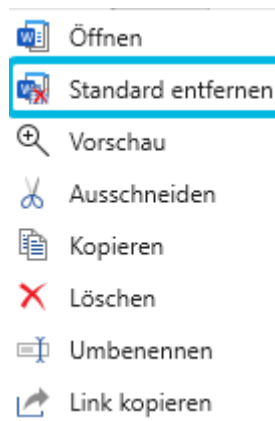 Öffnen
Standard entfernen
Vorschau
Ausschneiden
Kopieren
Löschen
Umbenennen
Link kopieren